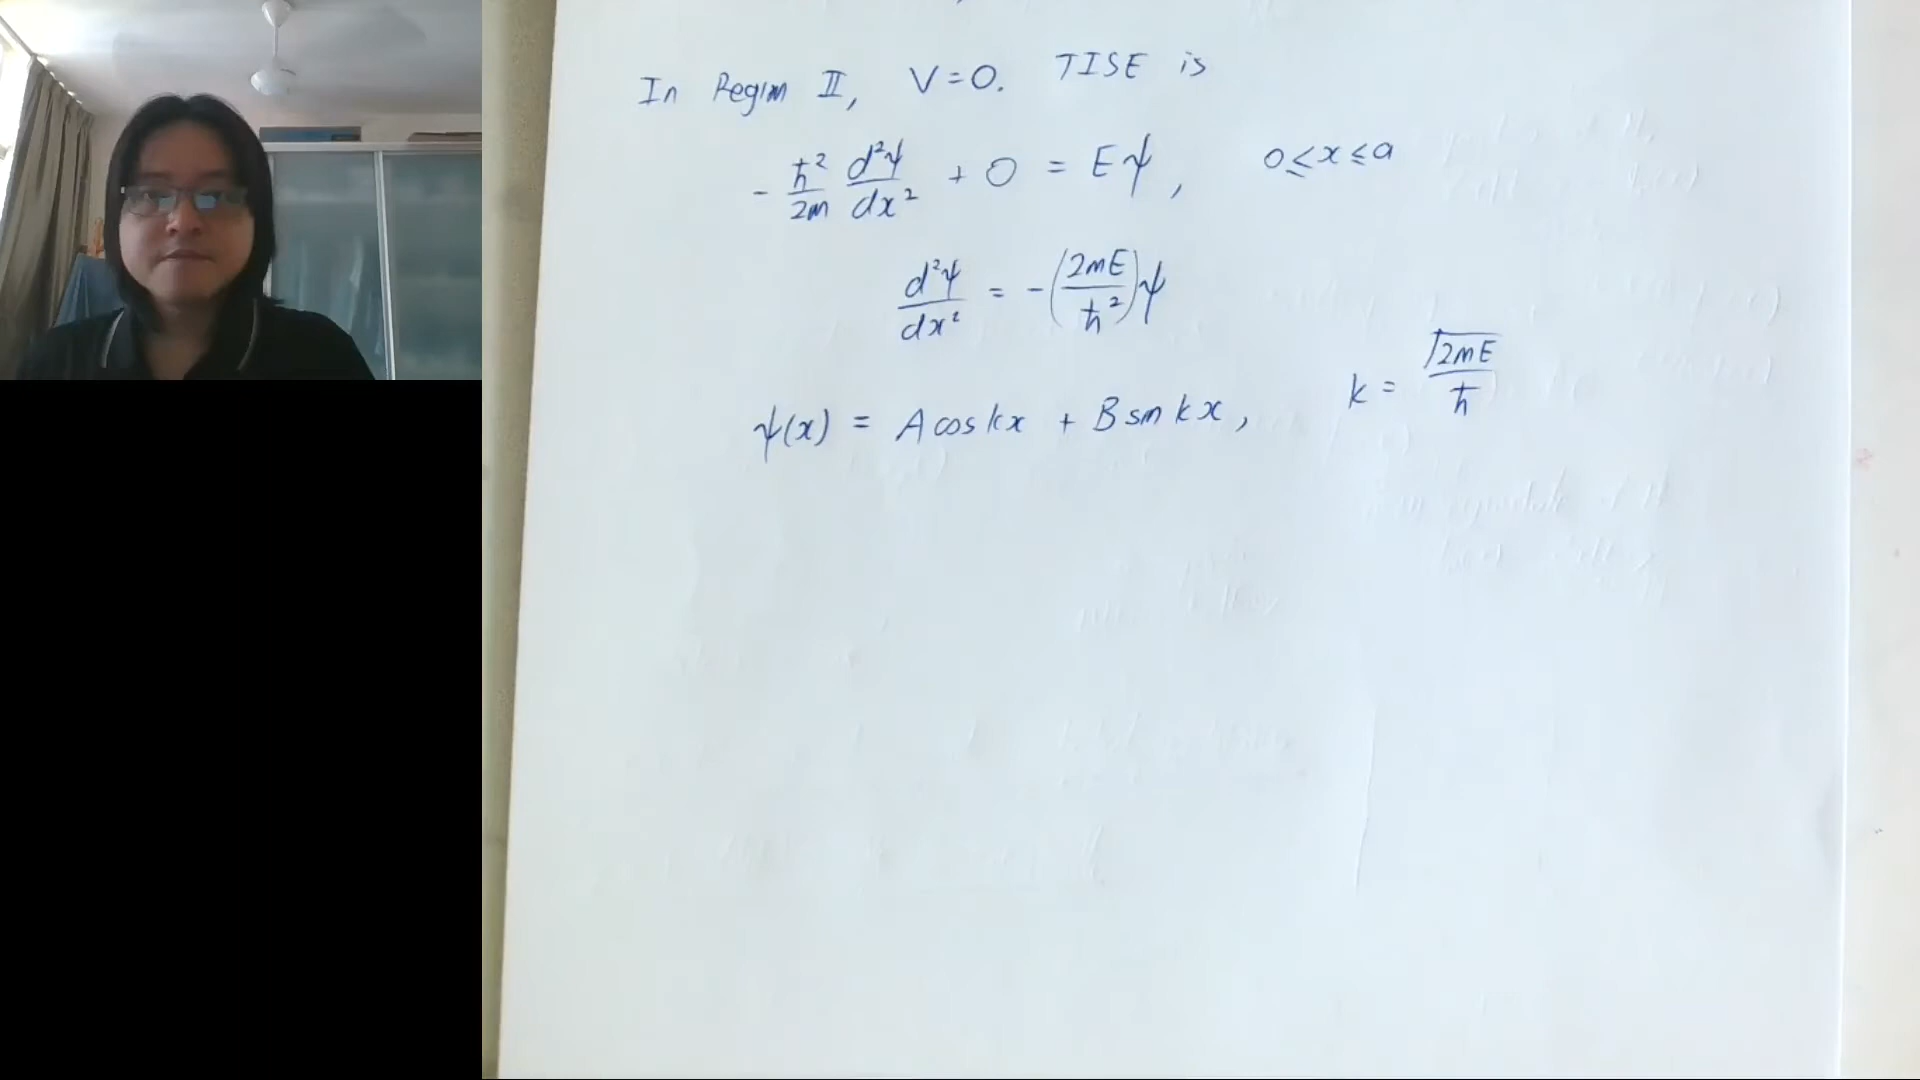 In Region II, V=0. TISE is
-ħ²/2m d²ψ/dx² + 0 = Eψ, 0≤x≤a
d²ψ/dx² = -(2mE/ħ²)ψ
ψ(x) = A cos kx + B sin kx, k = √2mE/ħ